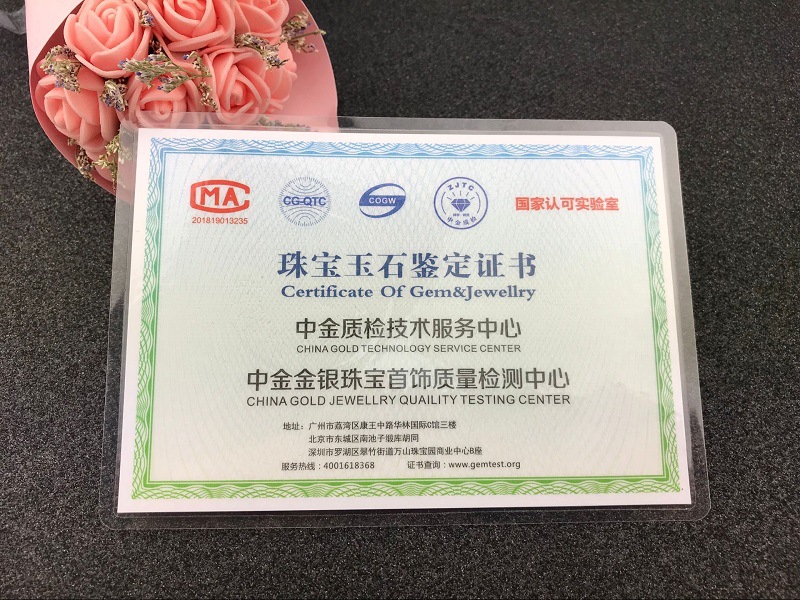 CMA
201819013235
CG-QTC
COGW
ZJTC
中金质检
国家认可实验室
珠宝玉石鉴定证书
Certificate Of Gem&Jewellry
中金质检技术服务中心
CHINA GOLD TECHNOLOGY SERVICE CENTER
中金金银珠宝首饰质量检测中心
CHINA GOLD JEWELLRY QUAILITY TESTING CENTER
地址：广州市荔湾区康王中路华林国际C馆三楼
北京市东城区南池子缎库胡同
深圳市罗湖区翠竹街道万山珠宝园商业中心B座
服务热线：4001618368 证书查询：www.gemtest.org